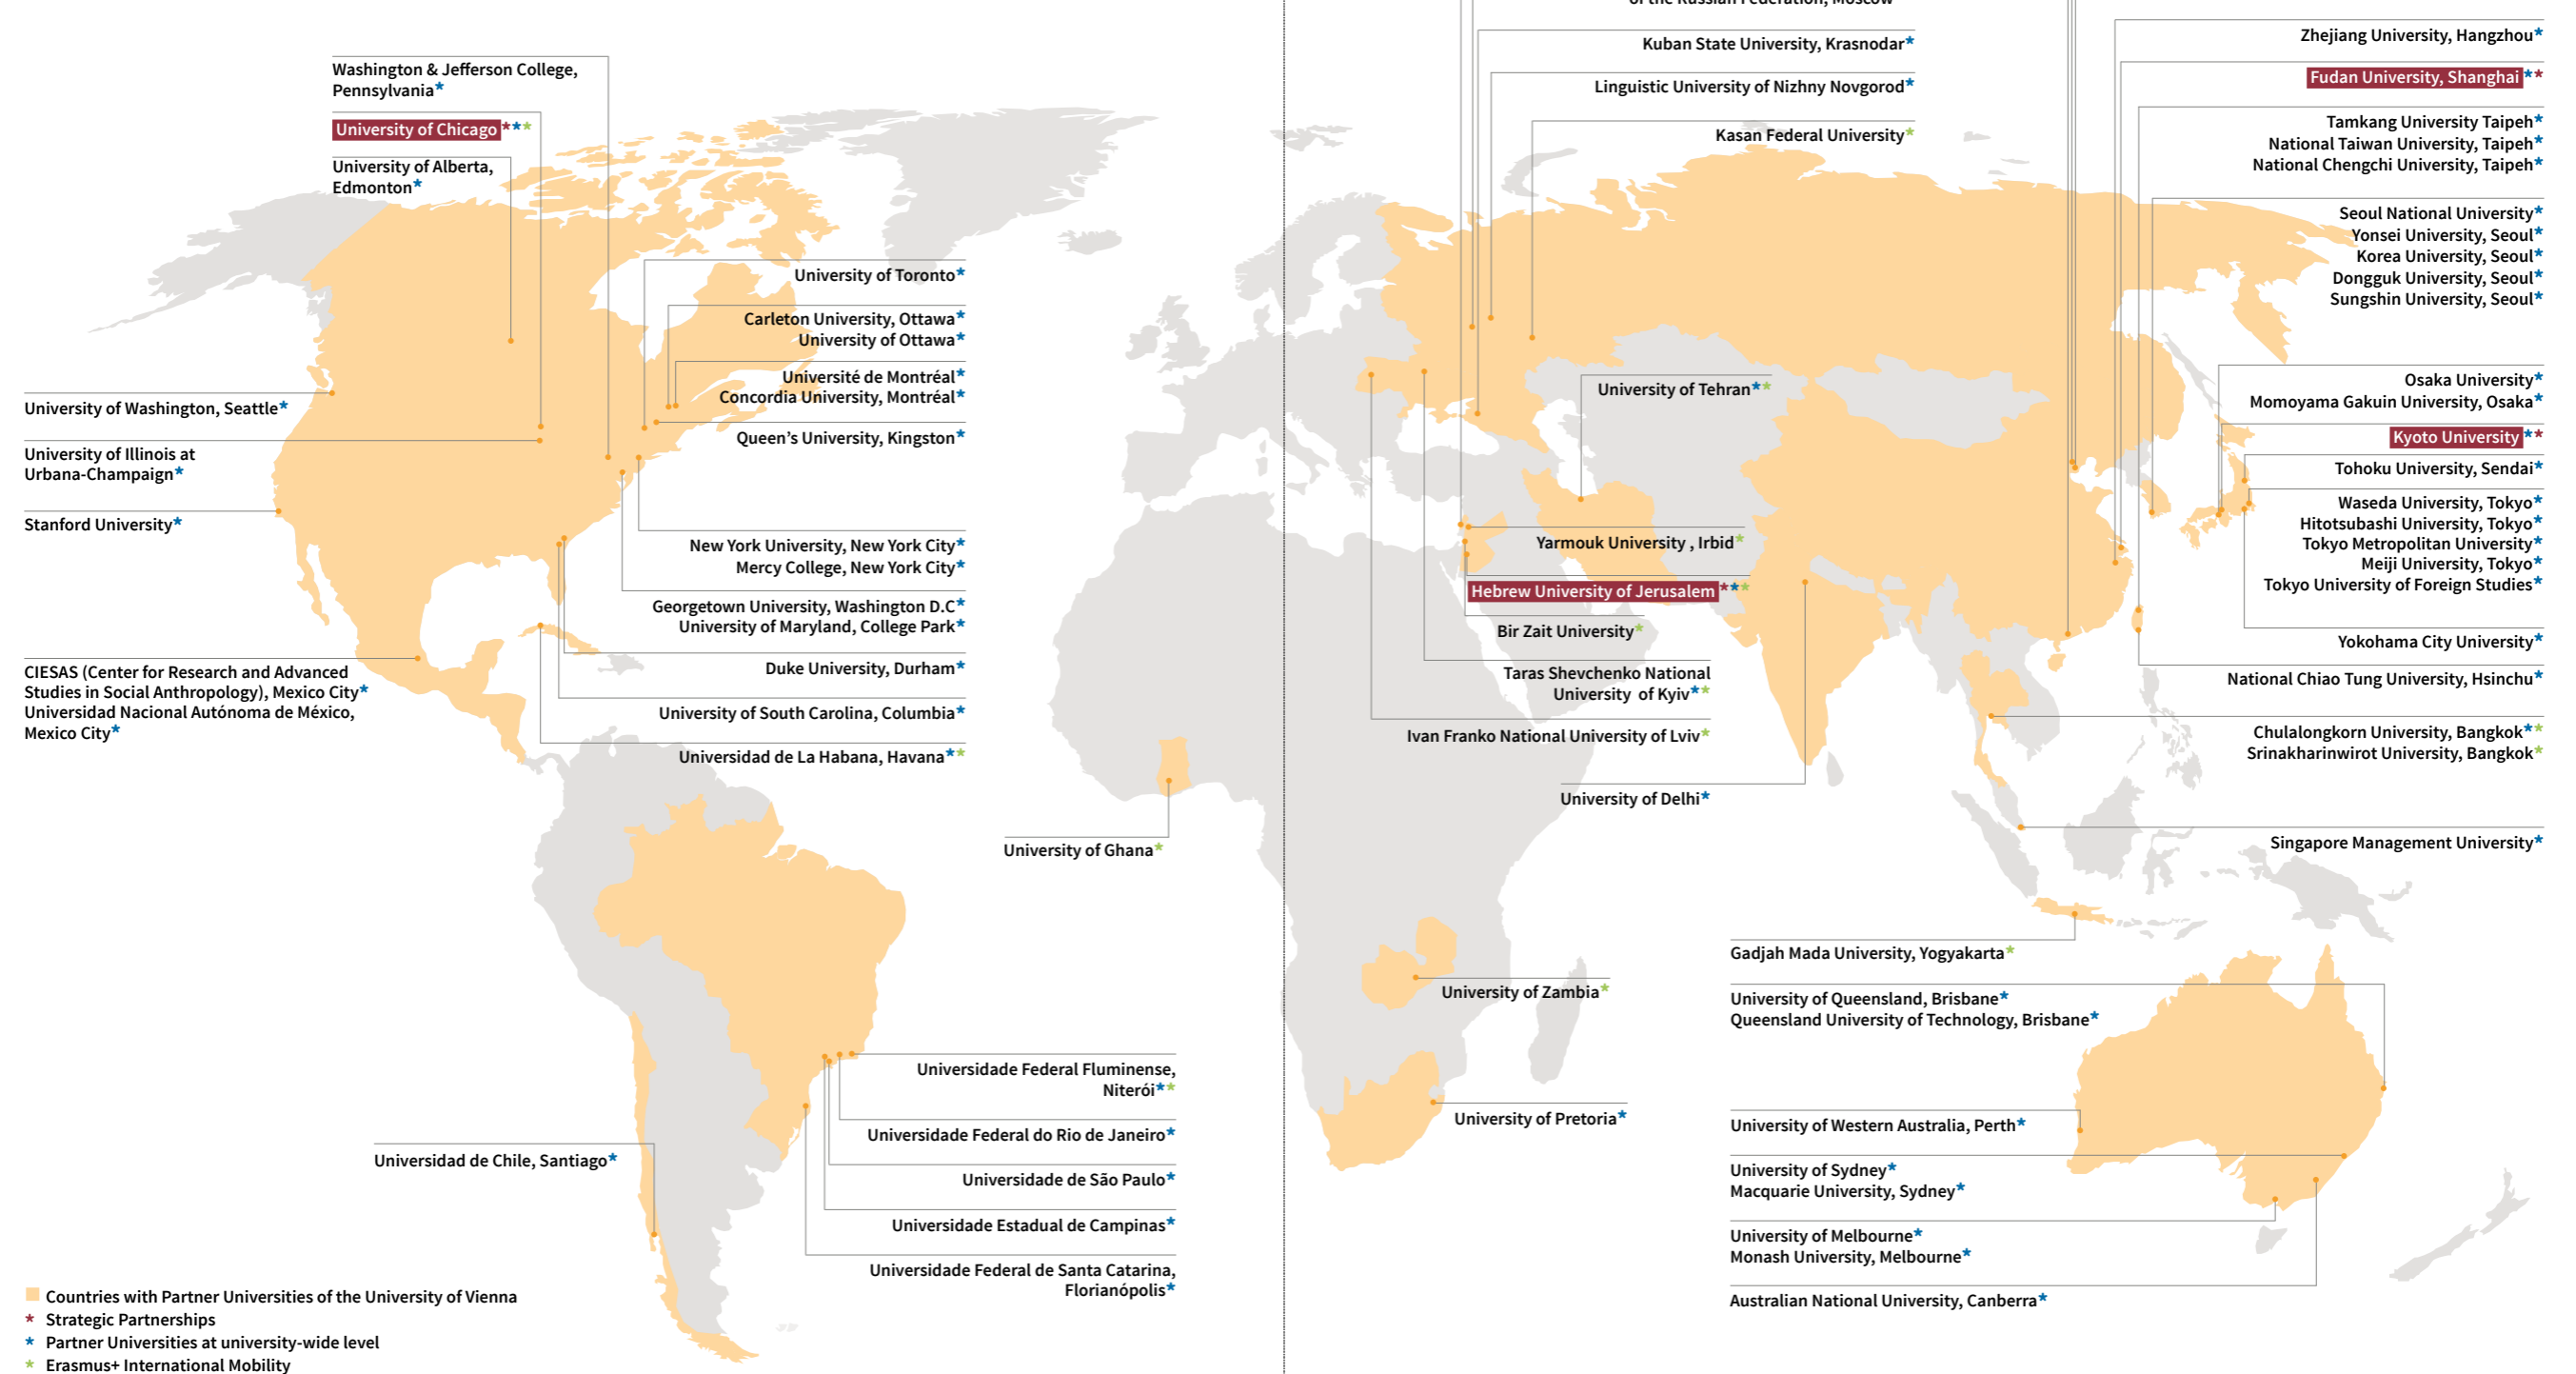 Washington & Jefferson College,
Pennsylvania*
University of Chicago***
University of Alberta,
Edmonton*
University of Toronto*
Carleton University, Ottawa*
University of Ottawa*
Université de Montréal*
Concordia University, Montréal*
Queen's University, Kingston*
University of Washington, Seattle*
University of Illinois at
Urbana-Champaign*
Stanford University*
New York University, New York City*
Mercy College, New York City*
Georgetown University, Washington D.C*
University of Maryland, College Park*
Duke University, Durham*
CIESAS (Center for Research and Advanced
Studies in Social Anthropology), Mexico City*
Universidad Nacional Autónoma de México,
Mexico City*
University of South Carolina, Columbia*
Universidad de La Habana, Havana**
University of Ghana*
Universidade Federal Fluminense,
Niterói**
Universidade Federal do Rio de Janeiro*
Universidad de Chile, Santiago*
Universidade de São Paulo*
Universidade Estadual de Campinas*
Universidade Federal de Santa Catarina,
Florianópolis*
Countries with Partner Universities of the University of Vienna
* Strategic Partnerships
* Partner Universities at university-wide level
* Erasmus+ International Mobility
of the Russian Federation, Moscow
Kuban State University, Krasnodar*
Linguistic University of Nizhny Novgorod*
Kasan Federal University*
University of Tehran**
Yarmouk University , Irbid*
Hebrew University of Jerusalem***
Bir Zait University*
Taras Shevchenko National
University of Kyiv**
Ivan Franko National University of Lviv*
University of Delhi*
University of Zambia*
University of Pretoria*
Zhejiang University, Hangzhou*
Fudan University, Shanghai**
Tamkang University Taipeh*
National Taiwan University, Taipeh*
National Chengchi University, Taipeh*
Seoul National University*
Yonsei University, Seoul*
Korea University, Seoul*
Dongguk University, Seoul*
Sungshin University, Seoul*
Osaka University*
Momoyama Gakuin University, Osaka*
Kyoto University**
Tohoku University, Sendai*
Waseda University, Tokyo*
Hitotsubashi University, Tokyo*
Tokyo Metropolitan University*
Meiji University, Tokyo*
Tokyo University of Foreign Studies*
Yokohama City University*
National Chiao Tung University, Hsinchu*
Chulalongkorn University, Bangkok**
Srinakharinwirot University, Bangkok*
Singapore Management University*
Gadjah Mada University, Yogyakarta*
University of Queensland, Brisbane*
Queensland University of Technology, Brisbane*
University of Western Australia, Perth*
University of Sydney*
Macquarie University, Sydney*
University of Melbourne*
Monash University, Melbourne*
Australian National University, Canberra*